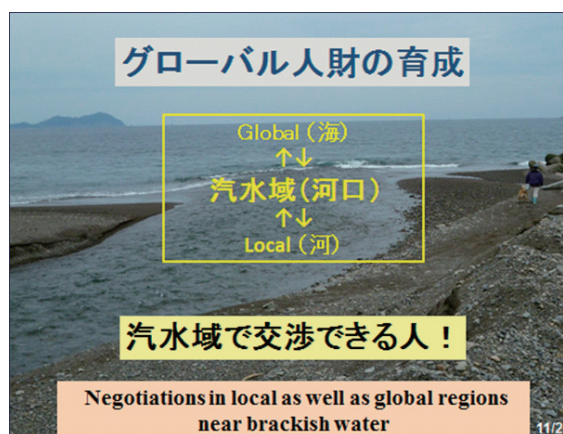 グローバル人財の育成
Global（海）
↑↓
汽水域（河口）
↑↓
Local（河）
汽水域で交渉できる人！
Negotiations in local as well as global regions
near brackish water
11/2